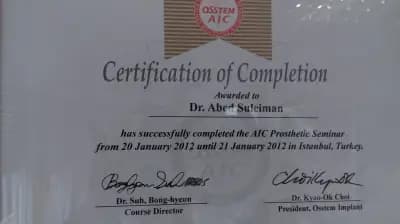 OSSTEM
AIC
Certification of Completion
Awarded to
Dr. Abed Suleiman
has successfully completed the AIC Prosthetic Seminar
from 20 January 2012 until 21 January 2012 in Istanbul, Turkey.
Dr. Suh, Bong-hyeun
Dr. Kyoo-Ok Choi
Course Director
President, Osstem Implant